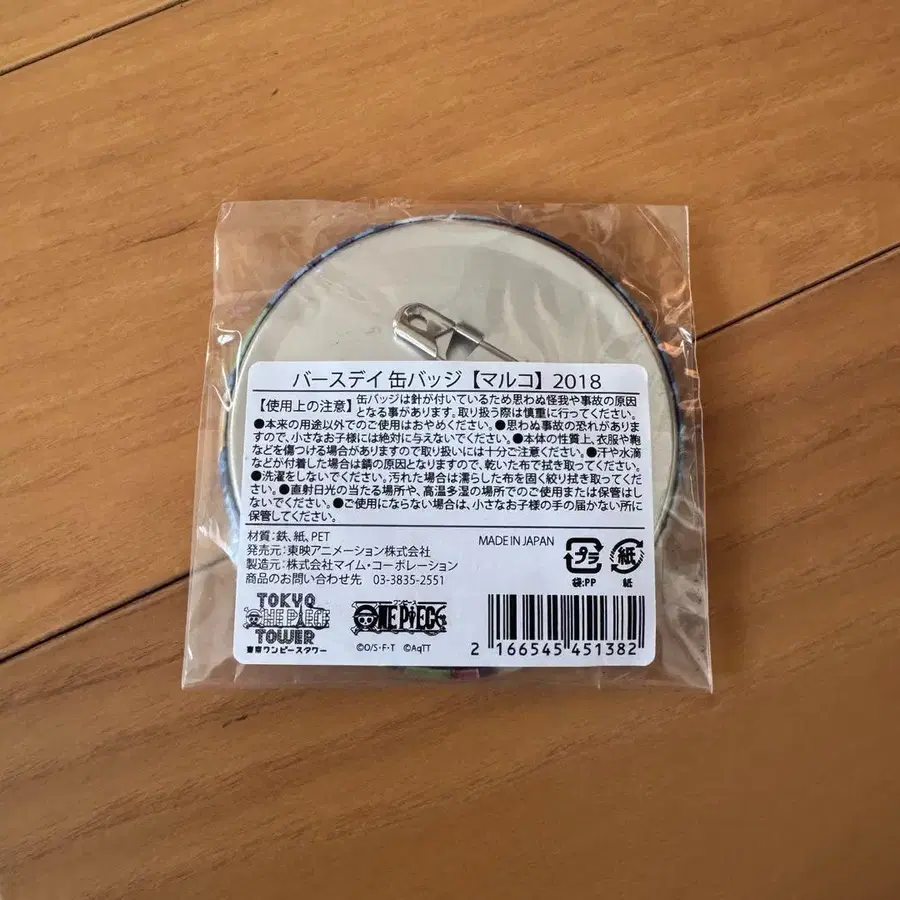 バースデイ 缶バッジ【マルコ】2018
【使用上の注意】缶バッジは針が付いているため思わぬ怪我や事故の原因
となる事があります。取り扱う際は慎重に行ってください。
●本来の用途以外でのご使用はおやめください。●思わぬ事故の恐れがありま
すので、小さなお子様には絶対に与えないでください。●本体の性質上、衣服や鞄
などを傷つける場合がありますので取り扱いには十分ご注意ください。●汗や水滴
などが付着した場合は錆の原因となりますので、乾いた布で拭き取ってください。
●洗濯をしないでください。汚れた場合は濡らした布を固く絞り拭き取ってくださ
い。●直射日光の当たる場所や、高温多湿の場所でのご使用または保管はし
ないでください。●ご使用にならない場合は、小さなお子様の手の届かない所に
保管してください。
材質:鉄、紙、PET
発売元:東映アニメーション株式会社
製造元:株式会社マイム・コーポレーション
商品のお問い合わせ先 03-3835-2551
MADE IN JAPAN
プラ
袋:PP
紙
紙
TOKYO
ONE PIECE
TOWER
東京ワンピースタワー
ワンピース
ONE PIECE
©O/S・F・T ©AqTT
2 166545 451382